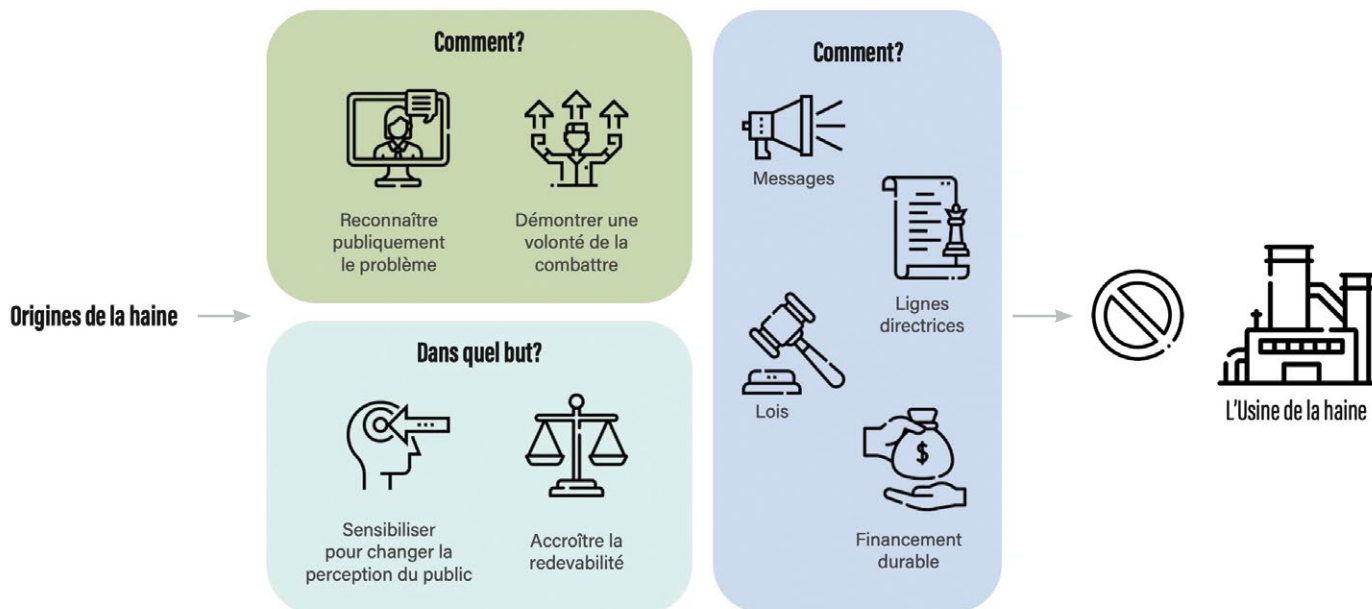 Origines de la haine
Comment?
Reconnaître
publiquement
le problème
Démontrer une
volonté de la
combattre
Dans quel but?
Sensibiliser
pour changer la
perception du public
Accroître la
redevabilité
Comment?
Messages
Lignes
directrices
Lois
$
Financement
durable
L'Usine de la haine